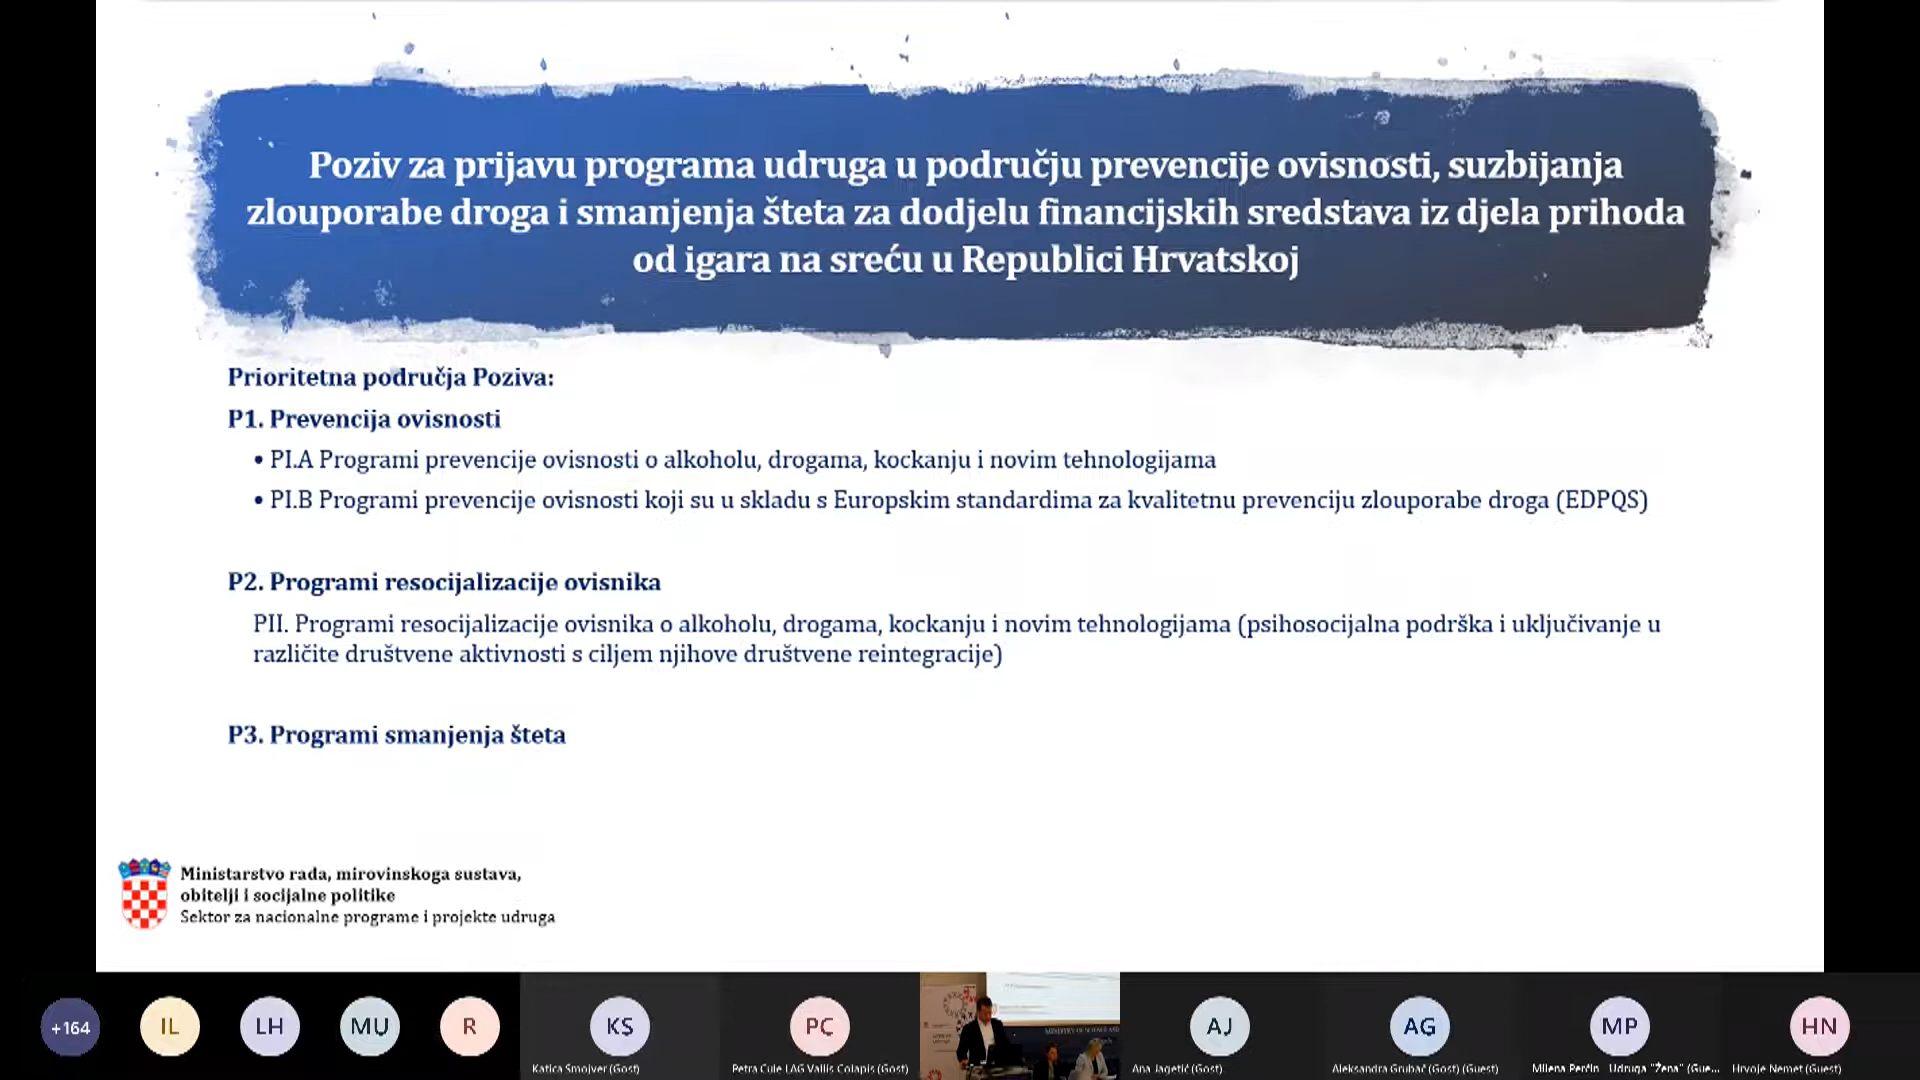 Poziv za prijavu programa udruga u području prevencije ovisnosti, suzbijanja
zlouporabe droga i smanjenja šteta za dodjelu financijskih sredstava iz djela prihoda
od igara na sreću u Republici Hrvatskoj
Prioritetna područja Poziva:
P1. Prevencija ovisnosti
• PI.A Programi prevencije ovisnosti o alkoholu, drogama, kockanju i novim tehnologijama
• PI.B Programi prevencije ovisnosti koji su u skladu s Europskim standardima za kvalitetnu prevenciju zlouporabe droga (EDPQS)
P2. Programi resocijalizacije ovisnika
PII. Programi resocijalizacije ovisnika o alkoholu, drogama, kockanju i novim tehnologijama (psihosocijalna podrška i uključivanje u
različite društvene aktivnosti s ciljem njihove društvene reintegracije)
P3. Programi smanjenja šteta
Ministarstvo rada, mirovinskoga sustava,
obitelji i socijalne politike
Sektor za nacionalne programe i projekte udruga
+164
IL
LH
MU
R
KS
PC
AJ
AG
MP
HN
Katica Smojver (Gost)
Petra Cule LAG Vallis Colapis (Gost)
Ana Jagetić (Gost)
Aleksandra Grubač (Gost) (Guest)
Milena Perčin - Udruga "Žena" (Gue...
Hrvoje Nemet (Guest)